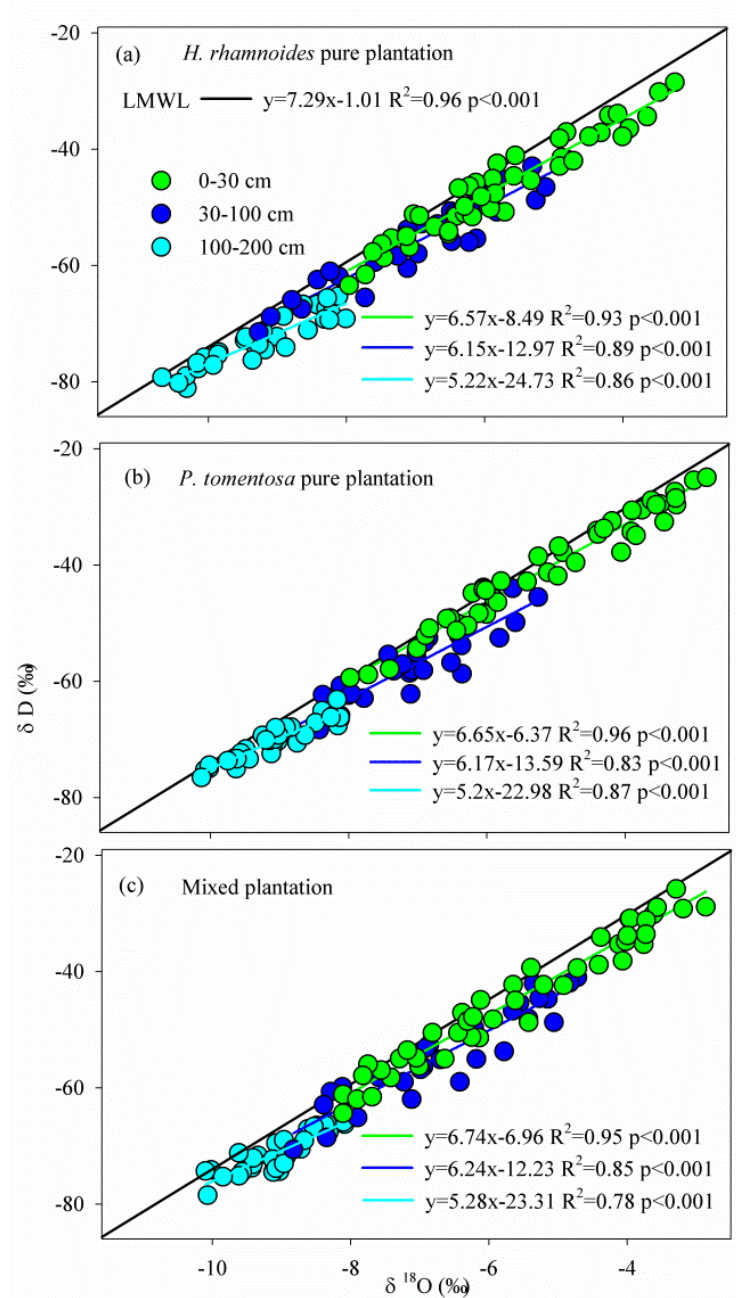 -20
(a) H. rhamnoides pure plantation
LMWL y=7.29x-1.01 R²=0.96 p<0.001
-40
0-30 cm
30-100 cm
100-200 cm
-60
y=6.57x-8.49 R²=0.93 p<0.001
y=6.15x-12.97 R²=0.89 p<0.001
y=5.22x-24.73 R²=0.86 p<0.001
-80
-20
(b) P. tomentosa pure plantation
-40
-60
y=6.65x-6.37 R²=0.96 p<0.001
y=6.17x-13.59 R²=0.83 p<0.001
y=5.2x-22.98 R²=0.87 p<0.001
-80
δ D (‰)
-20
(c) Mixed plantation
-40
-60
y=6.74x-6.96 R²=0.95 p<0.001
y=6.24x-12.23 R²=0.85 p<0.001
y=5.28x-23.31 R²=0.78 p<0.001
-80
-10 -8 -6 -4
δ ¹⁸O (‰)